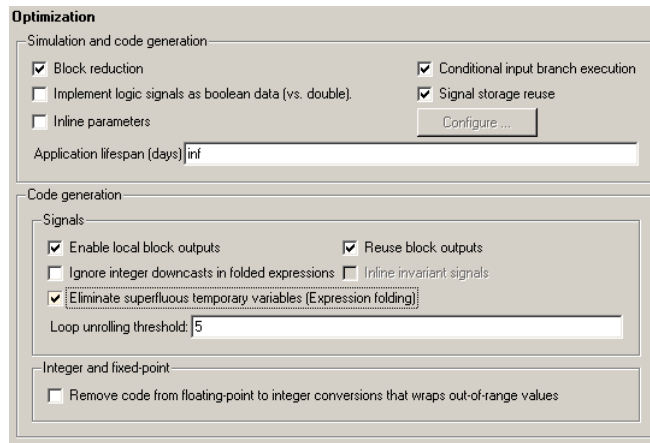 Optimization
Simulation and code generation
Block reduction
Conditional input branch execution
Implement logic signals as boolean data (vs. double).
Signal storage reuse
Inline parameters
Configure ...
Application lifespan (days) inf
Code generation
Signals
Enable local block outputs
Reuse block outputs
Ignore integer downcasts in folded expressions
Inline invariant signals
Eliminate superfluous temporary variables (Expression folding)
Loop unrolling threshold: 5
Integer and fixed-point
Remove code from floating-point to integer conversions that wraps out-of-range values